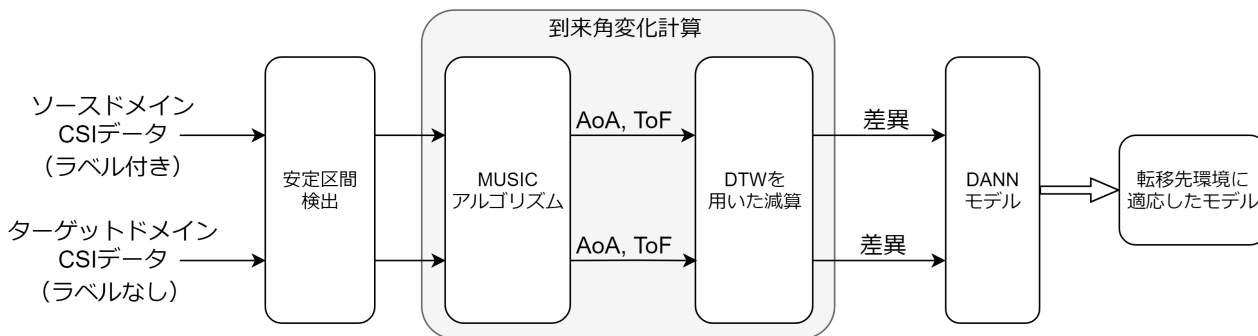 到来角変化計算
ソースドメイン
CSIデータ
（ラベル付き）
ターゲットドメイン
CSIデータ
（ラベルなし）
安定区間
検出
MUSIC
アルゴリズム
AoA, ToF
AoA, ToF
DTWを
用いた減算
差異
差異
DANN
モデル
転移先環境に
適応したモデル